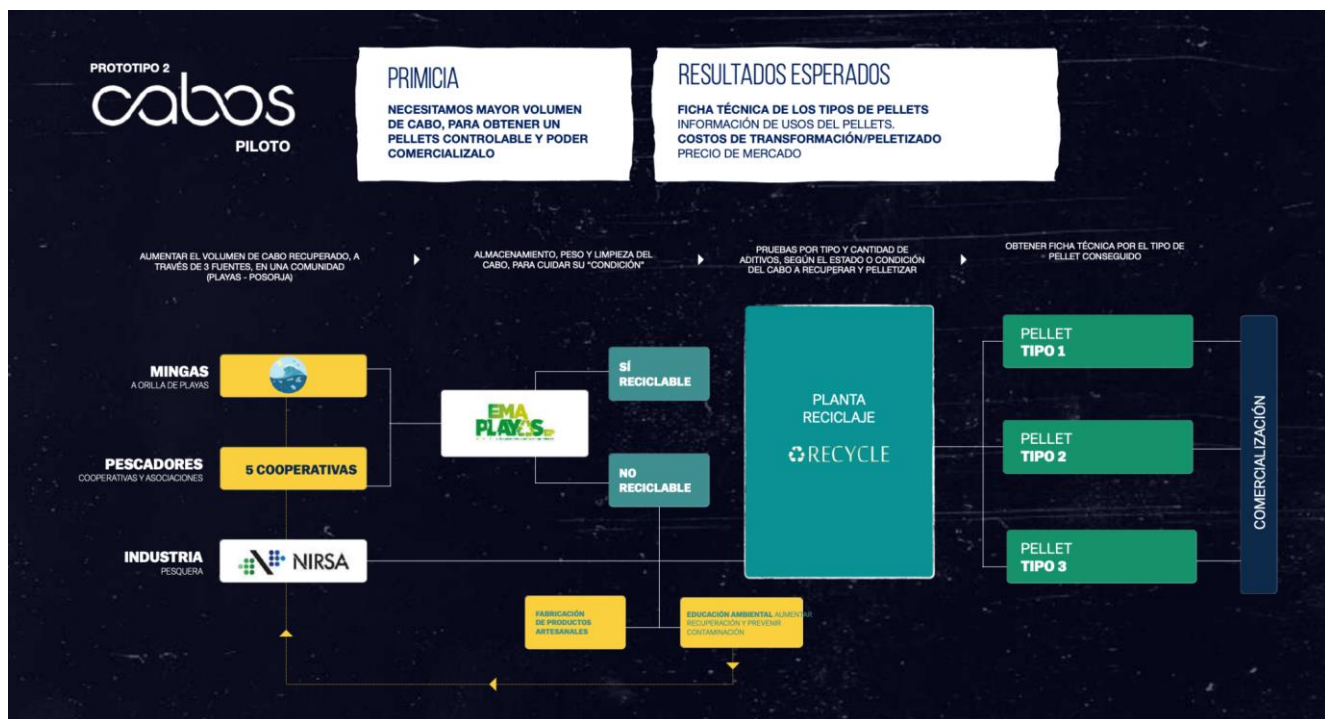 PROTOTIPO 2
cabos
PILOTO
PRIMICIA
NECESITAMOS MAYOR VOLUMEN
DE CABO, PARA OBTENER UN
PELLETS CONTROLABLE Y PODER
COMERCIALIZALO
RESULTADOS ESPERADOS
FICHA TÉCNICA DE LOS TIPOS DE PELLETS
INFORMACIÓN DE USOS DEL PELLETS.
COSTOS DE TRANSFORMACIÓN/PELETIZADO
PRECIO DE MERCADO
AUMENTAR EL VOLUMEN DE CABO RECUPERADO, A
TRAVÉS DE 3 FUENTES, EN UNA COMUNIDAD
(PLAYAS - POSORJA)
ALMACENAMIENTO, PESO Y LIMPIEZA DEL
CABO, PARA CUIDAR SU "CONDICIÓN"
PRUEBAS POR TIPO Y CANTIDAD DE
ADITIVOS, SEGÚN EL ESTADO O CONDICIÓN
DEL CABO A RECUPERAR Y PELLETIZAR
OBTENER FICHA TÉCNICA POR EL TIPO DE
PELLET CONSEGUIDO
MINGAS
A ORILLA DE PLAYAS
PESCADORES
COOPERATIVAS Y ASOCIACIONES
5 COOPERATIVAS
INDUSTRIA
PESQUERA
NIRSA
EMA
PLAYAS EP
SÍ
RECICLABLE
NO
RECICLABLE
FABRICACIÓN
DE PRODUCTOS
ARTESANALES
EDUCACIÓN AMBIENTAL AUMENTAR
RECUPERACIÓN Y PREVENIR
CONTAMINACIÓN
PLANTA
RECICLAJE
RECYCLE
PELLET
TIPO 1
PELLET
TIPO 2
PELLET
TIPO 3
COMERCIALIZACIÓN